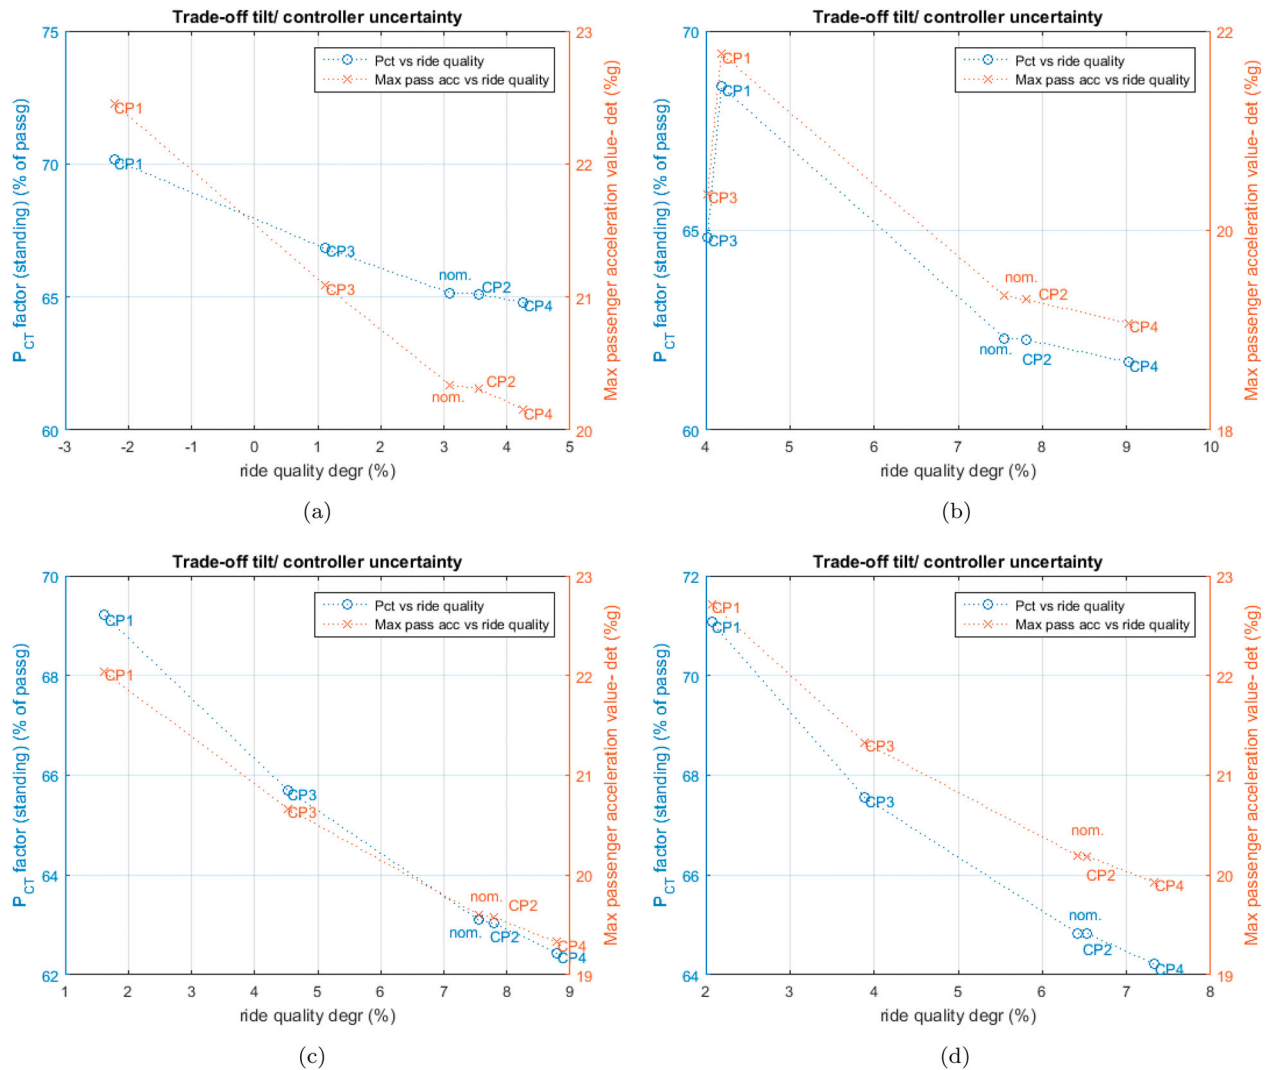 Trade-off tilt/ controller uncertainty
75
70
65
60
P_CT factor (standing) (% of passg)
23
22
21
20
Max passenger acceleration value- det (%g)
Pct vs ride quality
Max pass acc vs ride quality
CP1
CP1
CP3
CP3
nom.
CP2
CP4
CP2
nom.
CP4
-3 -2 -1 0 1 2 3 4 5
ride quality degr (%)
(a)
Trade-off tilt/ controller uncertainty
70
65
60
P_CT factor (standing) (% of passg)
22
20
18
Max passenger acceleration value- det (%g)
Pct vs ride quality
Max pass acc vs ride quality
CP1
CP1
CP3
CP3
nom.
CP2
CP4
nom.
CP2
CP4
4 5 6 7 8 9 10
ride quality degr (%)
(b)
Trade-off tilt/ controller uncertainty
70
68
66
64
62
P_CT factor (standing) (% of passg)
23
22
21
20
19
Max passenger acceleration value- det (%g)
Pct vs ride quality
Max pass acc vs ride quality
CP1
CP1
CP3
CP3
nom.
CP2
nom.
CP2
CP4
CP4
1 2 3 4 5 6 7 8 9
ride quality degr (%)
(c)
Trade-off tilt/ controller uncertainty
72
70
68
66
64
P_CT factor (standing) (% of passg)
23
22
21
20
19
Max passenger acceleration value- det (%g)
Pct vs ride quality
Max pass acc vs ride quality
CP1
CP1
CP3
CP3
nom.
CP2
CP4
nom.
CP2
CP4
2 3 4 5 6 7 8
ride quality degr (%)
(d)